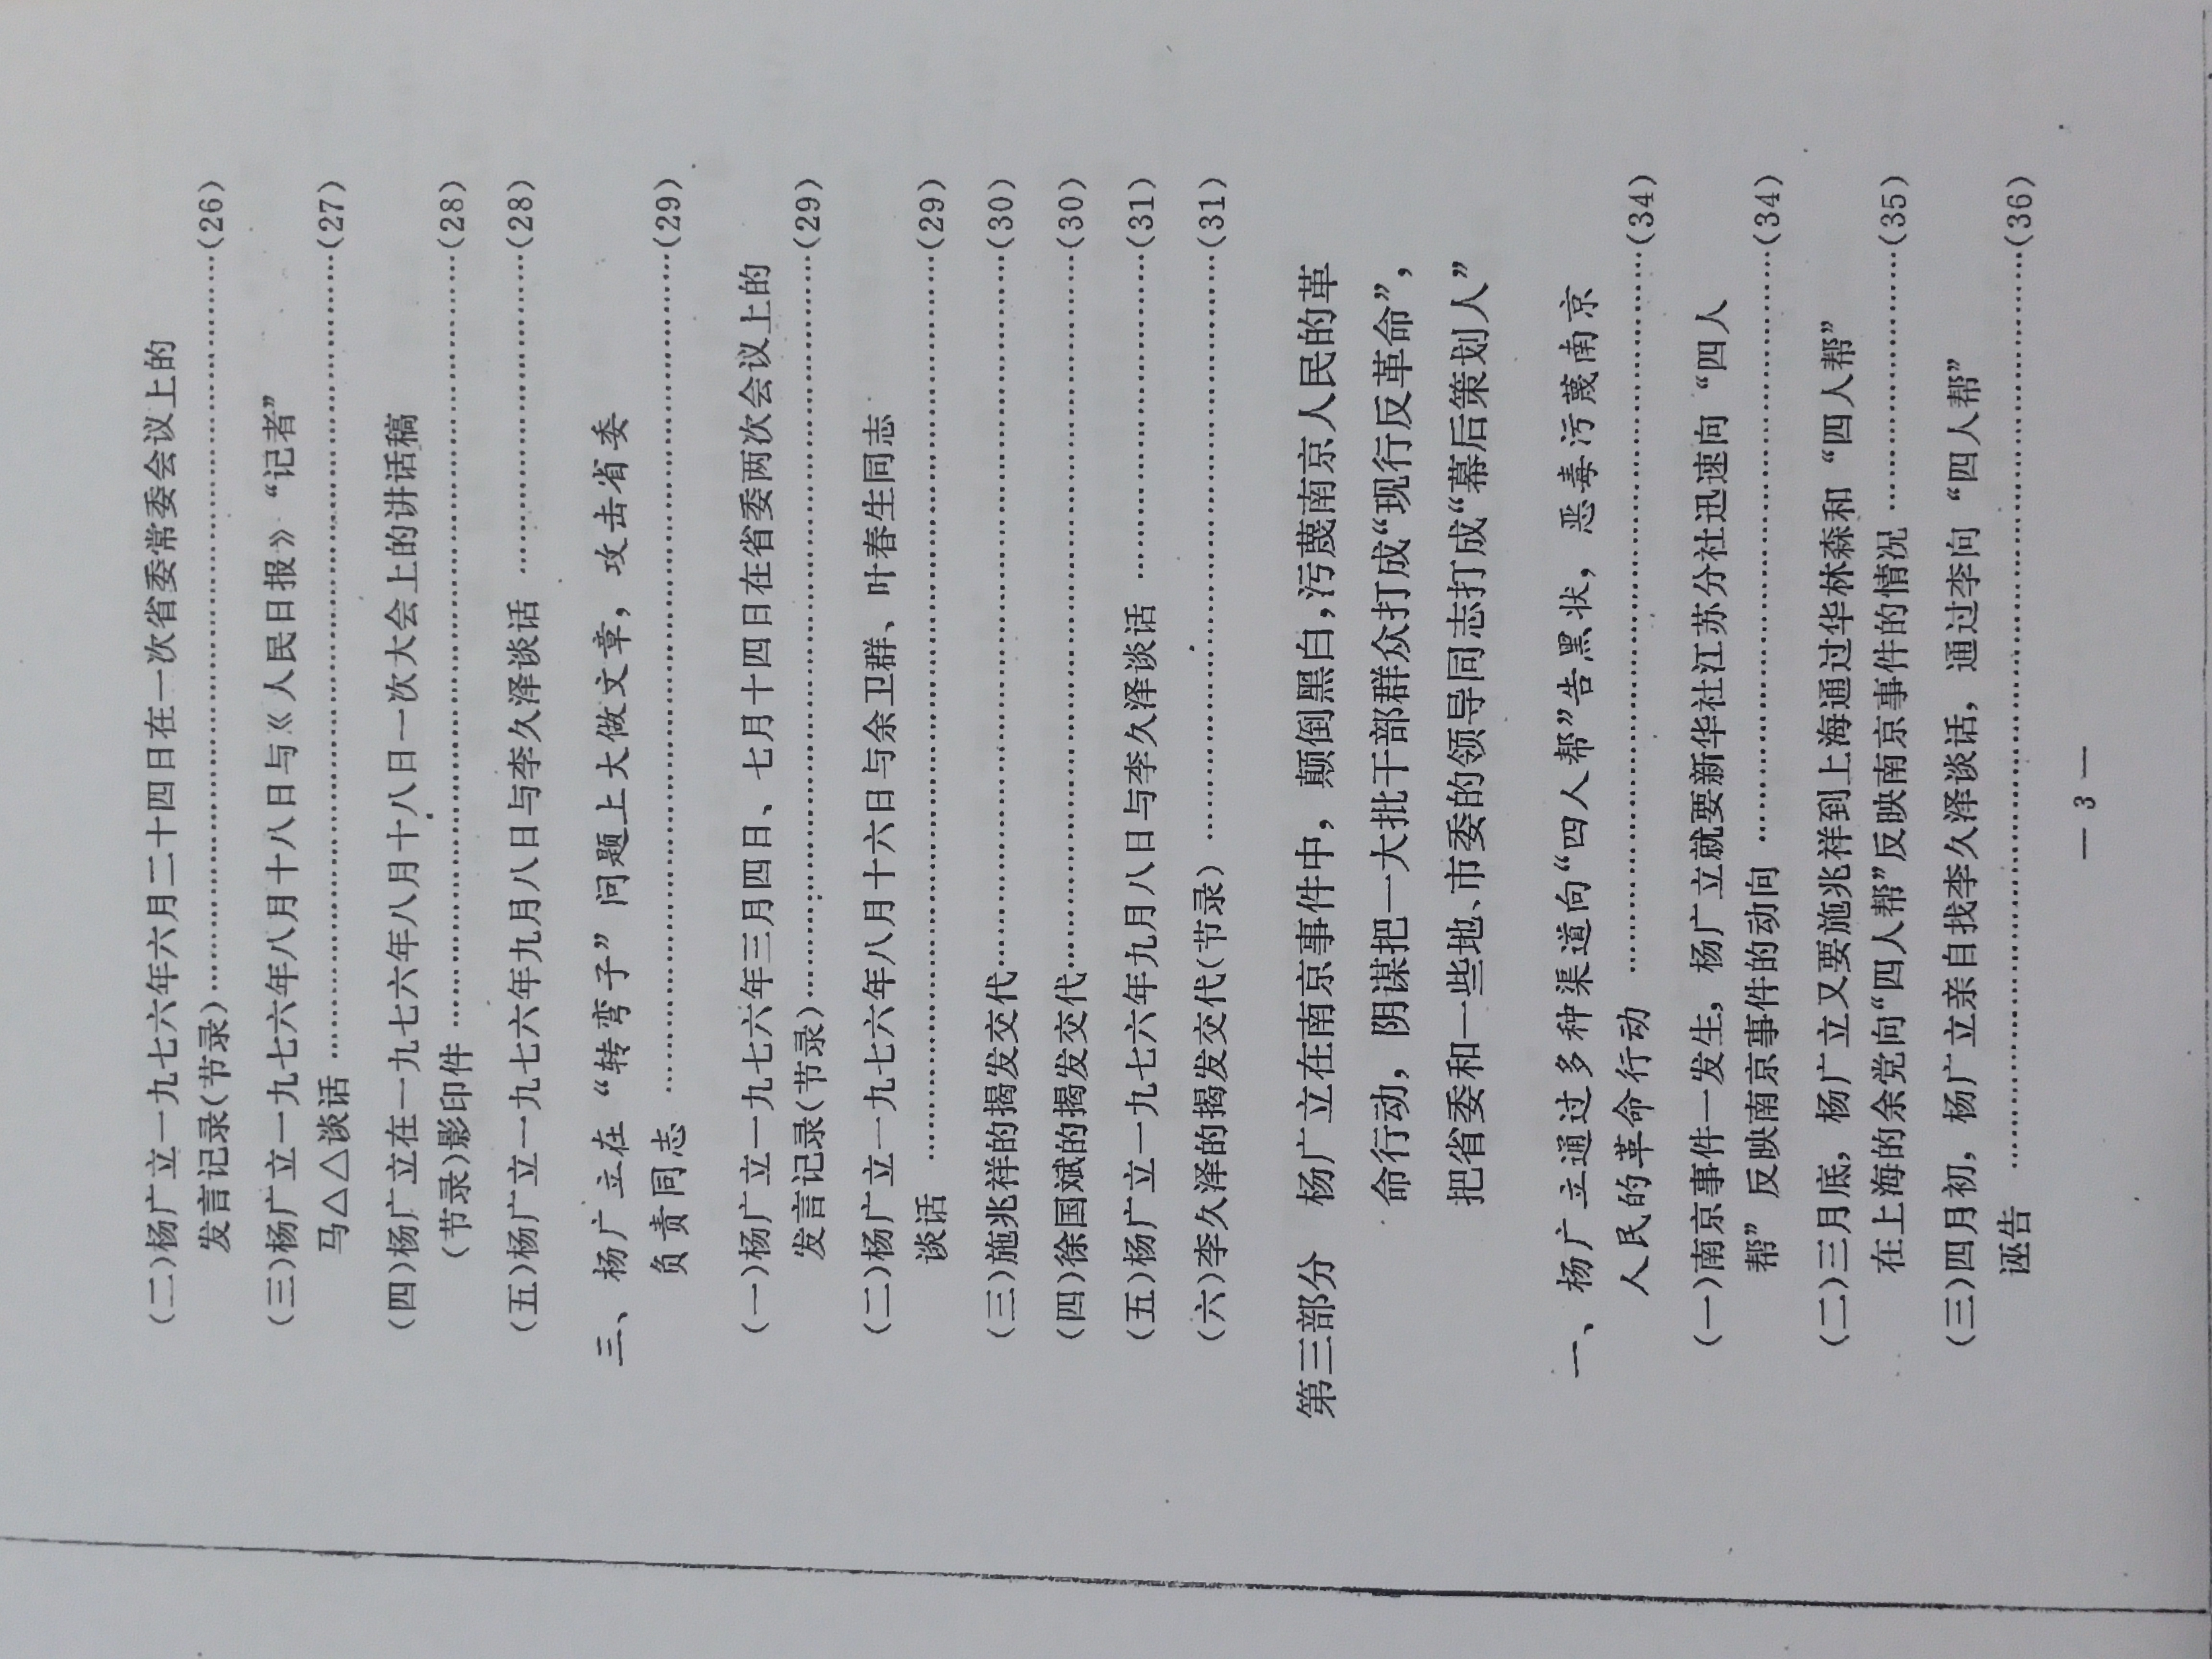 （二）杨广立一九七六年六月二十四日在一次省委常委会议上的
发言记录（节录）……………………………………………………（26）
（三）杨广立一九七六年八月十八日与《人民日报》“记者”
马△△谈话 …………………………………………………………（27）
（四）杨广立在一九七六年八月十八日一次大会上的讲话稿
（节录）影印件 ………………………………………………………（28）
（五）杨广立一九七六年九月八日与李久泽谈话 …………………………（28）
三、杨广立在“转弯子”问题上大做文章，攻击省委
负责同志 ……………………………………………………………（29）
（一）杨广立一九七六年三月四日、七月十四日在省委两次会议上的
发言记录（节录）……………………………………………………（29）
（二）杨广立一九七六年八月十六日与余卫群、叶春生同志
谈话 …………………………………………………………………（29）
（三）施兆祥的揭发交代……………………………………………………（30）
（四）徐国斌的揭发交代……………………………………………………（30）
（五）杨广立一九七六年九月八日与李久泽谈话 …………………………（31）
（六）李久泽的揭发交代（节录） …………………………………………（31）
第三部分 杨广立在南京事件中，颠倒黑白，污蔑南京人民的革
命行动，阴谋把一大批干部群众打成“现行反革命”，
把省委和一些地、市委的领导同志打成“幕后策划人”
一、杨广立通过多种渠道向“四人帮”告黑状，恶毒污蔑南京
人民的革命行动 ……………………………………………………（34）
（一）南京事件一发生，杨广立就要新华社江苏分社迅速向“四人
帮”反映南京事件的动向 …………………………………………（34）
（二）三月底，杨广立又要施兆祥到上海通过华林森和“四人帮”
在上海的余党向“四人帮”反映南京事件的情况 ……………………（35）
（三）四月初，杨广立亲自找李久泽谈话，通过李向“四人帮”
诬告 …………………………………………………………………（36）
— 3 —